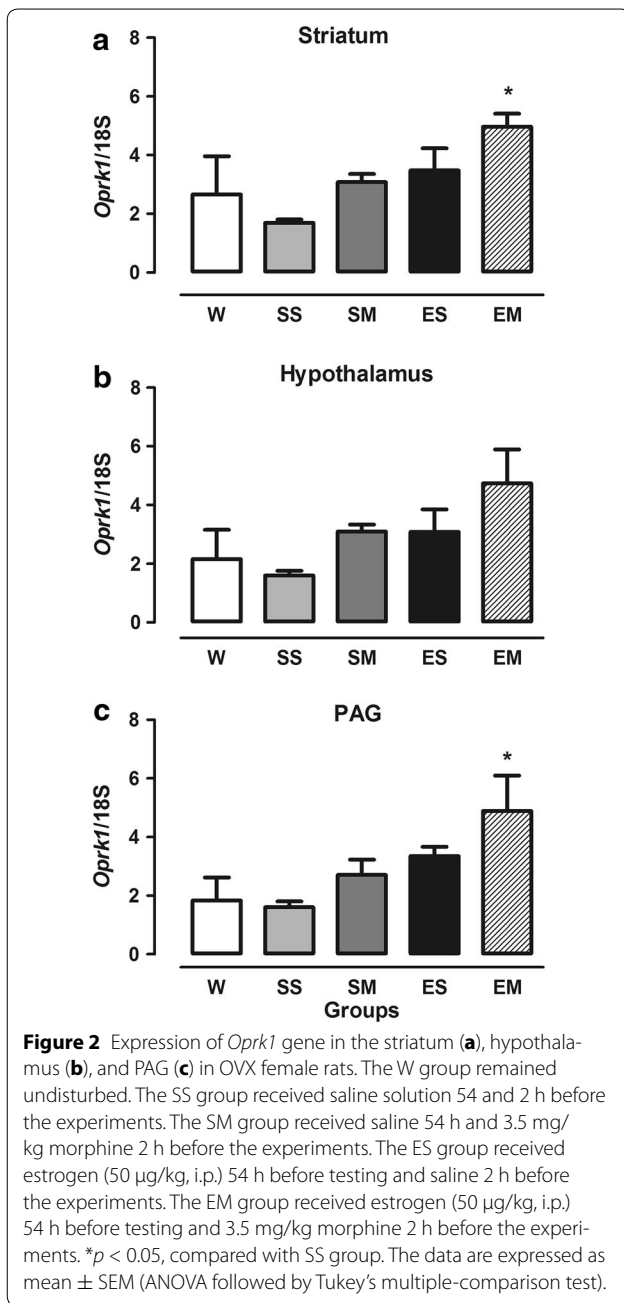 a
Striatum
8
*
6
Oprk1/18S
4
2
0
W SS SM ES EM
b
Hypothalamus
8
6
Oprk1/18S
4
2
0
W SS SM ES EM
c
PAG
8
*
6
Oprk1/18S
4
2
0
W SS SM ES EM
Groups
Figure 2 Expression of Oprk1 gene in the striatum (a), hypothala-
mus (b), and PAG (c) in OVX female rats. The W group remained
undisturbed. The SS group received saline solution 54 and 2 h before
the experiments. The SM group received saline 54 h and 3.5 mg/
kg morphine 2 h before the experiments. The ES group received
estrogen (50 µg/kg, i.p.) 54 h before testing and saline 2 h before
the experiments. The EM group received estrogen (50 µg/kg, i.p.)
54 h before testing and 3.5 mg/kg morphine 2 h before the experi-
ments. *p < 0.05, compared with SS group. The data are expressed as
mean ± SEM (ANOVA followed by Tukey's multiple-comparison test).